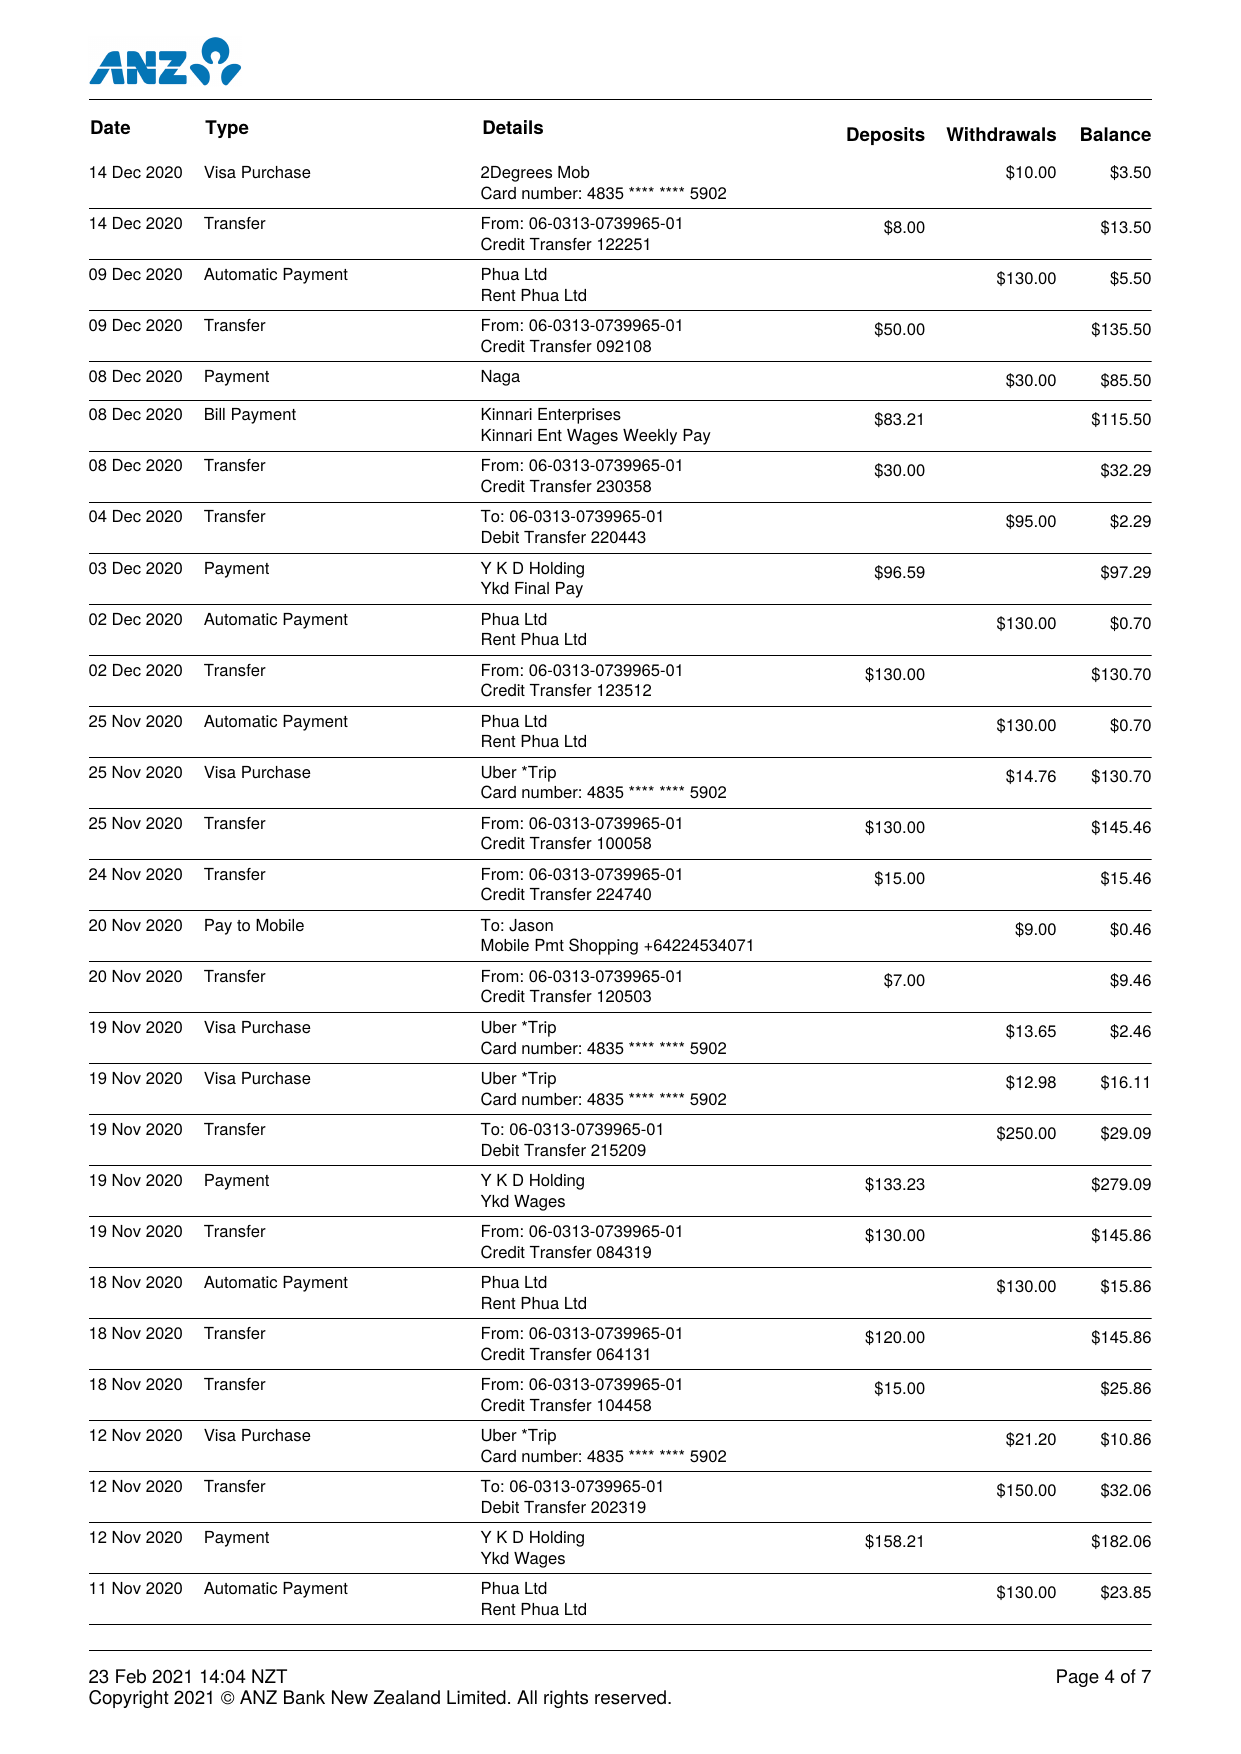 ANZ
Date Type Details Deposits Withdrawals Balance
14 Dec 2020 Visa Purchase 2Degrees Mob $10.00 $3.50
Card number: 4835 **** **** 5902
14 Dec 2020 Transfer From: 06-0313-0739965-01 $8.00 $13.50
Credit Transfer 122251
09 Dec 2020 Automatic Payment Phua Ltd $130.00 $5.50
Rent Phua Ltd
09 Dec 2020 Transfer From: 06-0313-0739965-01 $50.00 $135.50
Credit Transfer 092108
08 Dec 2020 Payment Naga $30.00 $85.50
08 Dec 2020 Bill Payment Kinnari Enterprises $83.21 $115.50
Kinnari Ent Wages Weekly Pay
08 Dec 2020 Transfer From: 06-0313-0739965-01 $30.00 $32.29
Credit Transfer 230358
04 Dec 2020 Transfer To: 06-0313-0739965-01 $95.00 $2.29
Debit Transfer 220443
03 Dec 2020 Payment Y K D Holding $96.59 $97.29
Ykd Final Pay
02 Dec 2020 Automatic Payment Phua Ltd $130.00 $0.70
Rent Phua Ltd
02 Dec 2020 Transfer From: 06-0313-0739965-01 $130.00 $130.70
Credit Transfer 123512
25 Nov 2020 Automatic Payment Phua Ltd $130.00 $0.70
Rent Phua Ltd
25 Nov 2020 Visa Purchase Uber *Trip $14.76 $130.70
Card number: 4835 **** **** 5902
25 Nov 2020 Transfer From: 06-0313-0739965-01 $130.00 $145.46
Credit Transfer 100058
24 Nov 2020 Transfer From: 06-0313-0739965-01 $15.00 $15.46
Credit Transfer 224740
20 Nov 2020 Pay to Mobile To: Jason $9.00 $0.46
Mobile Pmt Shopping +64224534071
20 Nov 2020 Transfer From: 06-0313-0739965-01 $7.00 $9.46
Credit Transfer 120503
19 Nov 2020 Visa Purchase Uber *Trip $13.65 $2.46
Card number: 4835 **** **** 5902
19 Nov 2020 Visa Purchase Uber *Trip $12.98 $16.11
Card number: 4835 **** **** 5902
19 Nov 2020 Transfer To: 06-0313-0739965-01 $250.00 $29.09
Debit Transfer 215209
19 Nov 2020 Payment Y K D Holding $133.23 $279.09
Ykd Wages
19 Nov 2020 Transfer From: 06-0313-0739965-01 $130.00 $145.86
Credit Transfer 084319
18 Nov 2020 Automatic Payment Phua Ltd $130.00 $15.86
Rent Phua Ltd
18 Nov 2020 Transfer From: 06-0313-0739965-01 $120.00 $145.86
Credit Transfer 064131
18 Nov 2020 Transfer From: 06-0313-0739965-01 $15.00 $25.86
Credit Transfer 104458
12 Nov 2020 Visa Purchase Uber *Trip $21.20 $10.86
Card number: 4835 **** **** 5902
12 Nov 2020 Transfer To: 06-0313-0739965-01 $150.00 $32.06
Debit Transfer 202319
12 Nov 2020 Payment Y K D Holding $158.21 $182.06
Ykd Wages
11 Nov 2020 Automatic Payment Phua Ltd $130.00 $23.85
Rent Phua Ltd
23 Feb 2021 14:04 NZT Page 4 of 7
Copyright 2021 © ANZ Bank New Zealand Limited. All rights reserved.